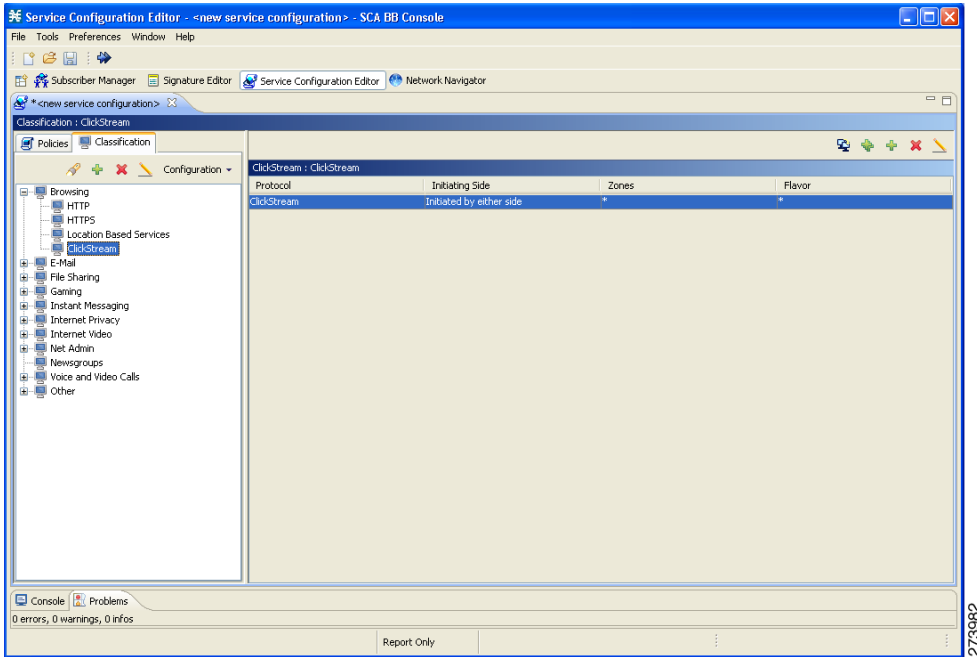 Service Configuration Editor - <new service configuration> - SCA BB Console
File Tools Preferences Window Help
Subscriber Manager Signature Editor Service Configuration Editor Network Navigator
*<new service configuration>
Classification : ClickStream
Policies Classification
Configuration
ClickStream : ClickStream
Protocol Initiating Side Zones Flavor
ClickStream Initiated by either side * *
Browsing
HTTP
HTTPS
Location Based Services
ClickStream
E-Mail
File Sharing
Gaming
Instant Messaging
Internet Privacy
Internet Video
Net Admin
Newsgroups
Voice and Video Calls
Other
Console Problems
0 errors, 0 warnings, 0 infos
Report Only
273982